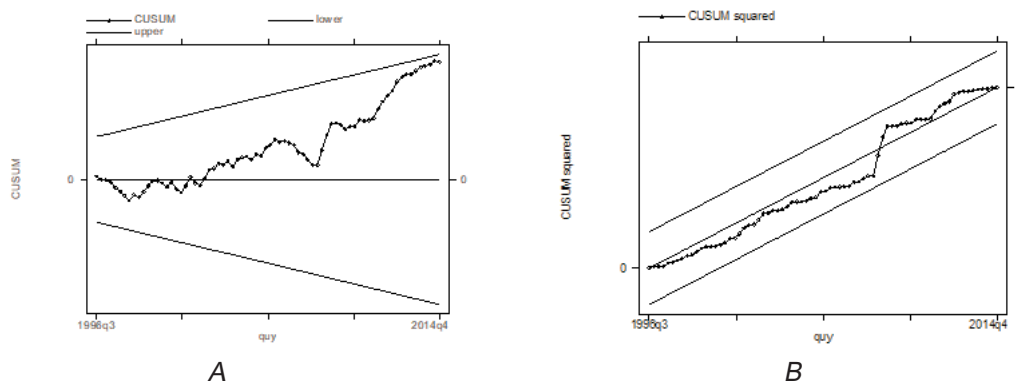 CUSUM
lower
upper
CUSUM
0
0
1996q3
2014q4
quy
A
CUSUM squared
CUSUM squared
0
1996q3
2014q4
quy
B